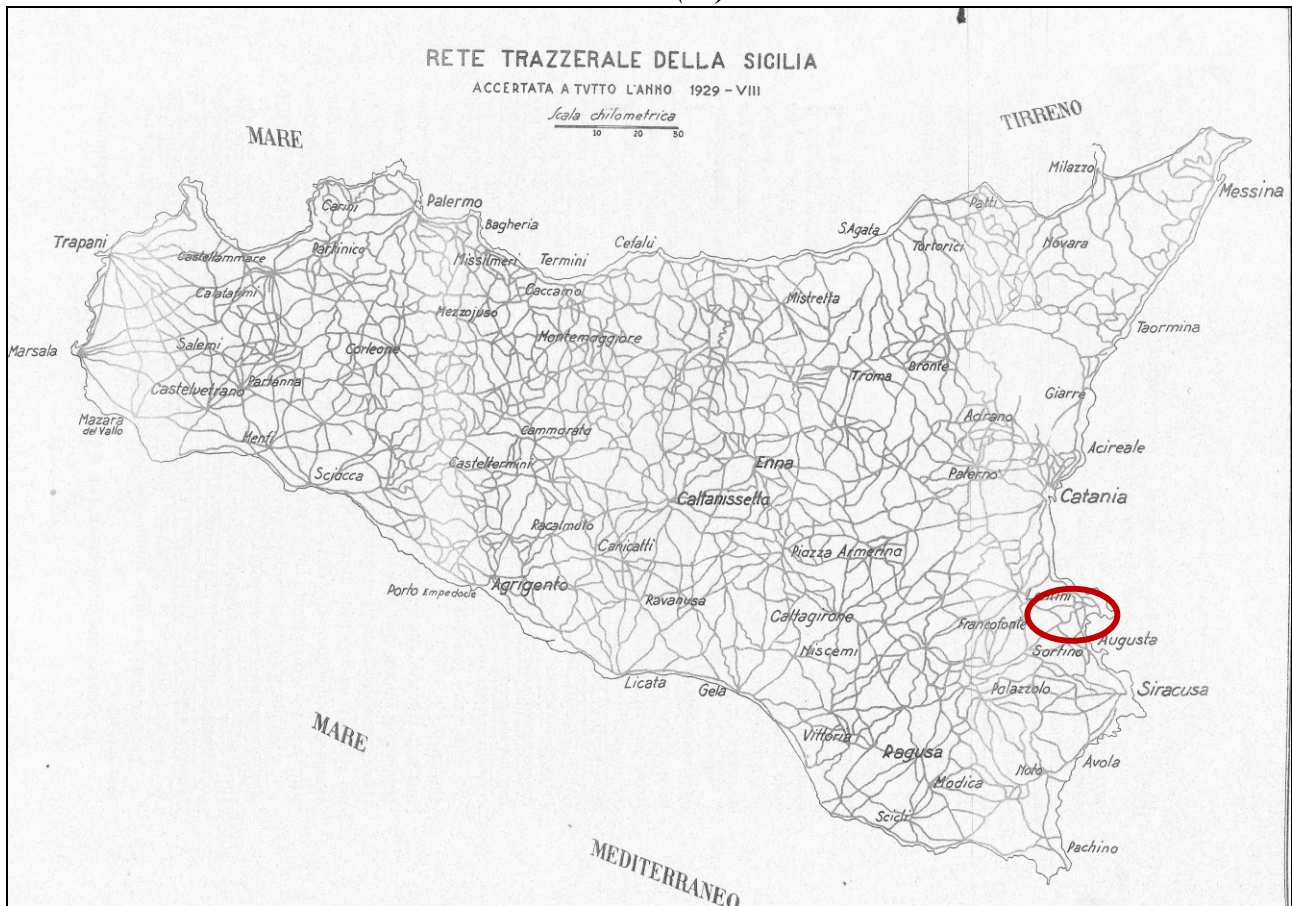 RETE TRAZZERALE DELLA SICILIA
ACCERTATA A TVTTO L'ANNO 1929 - VIII
Scala chilometrica
10 20 50
MARE
TIRRENO
Milazzo
Messina
Carini
Palermo
Patti
Bagheria
Trapani
Castelammare
Partinico
Missilmeri
Termini
Cefalù
S.Agata
Tortorici
Novara
Calatafimi
Caccamo
Mistretta
Mezzojuso
Montemaggiore
Taormina
Marsala
Salemi
Corleone
Castelvetrano
Partanna
Troina
Bronte
Giarre
Mazara
del Vallo
Adrano
Menfi
Cammarata
Acireale
Sciacca
Casteltermini
Enna
Paternò
Caltanissetta
Catania
Racalmuto
Canicatti
Piazza Armerina
Porto Empedocle
Agrigento
Ravanusa
Caltagirone
Francofonte
Augusta
Niscemi
Sortino
Licata
Gela
Palazzolo
Siracusa
MARE
Vittoria
Ragusa
Avola
Modica
Noto
Scicli
Pachino
MEDITERRANEO